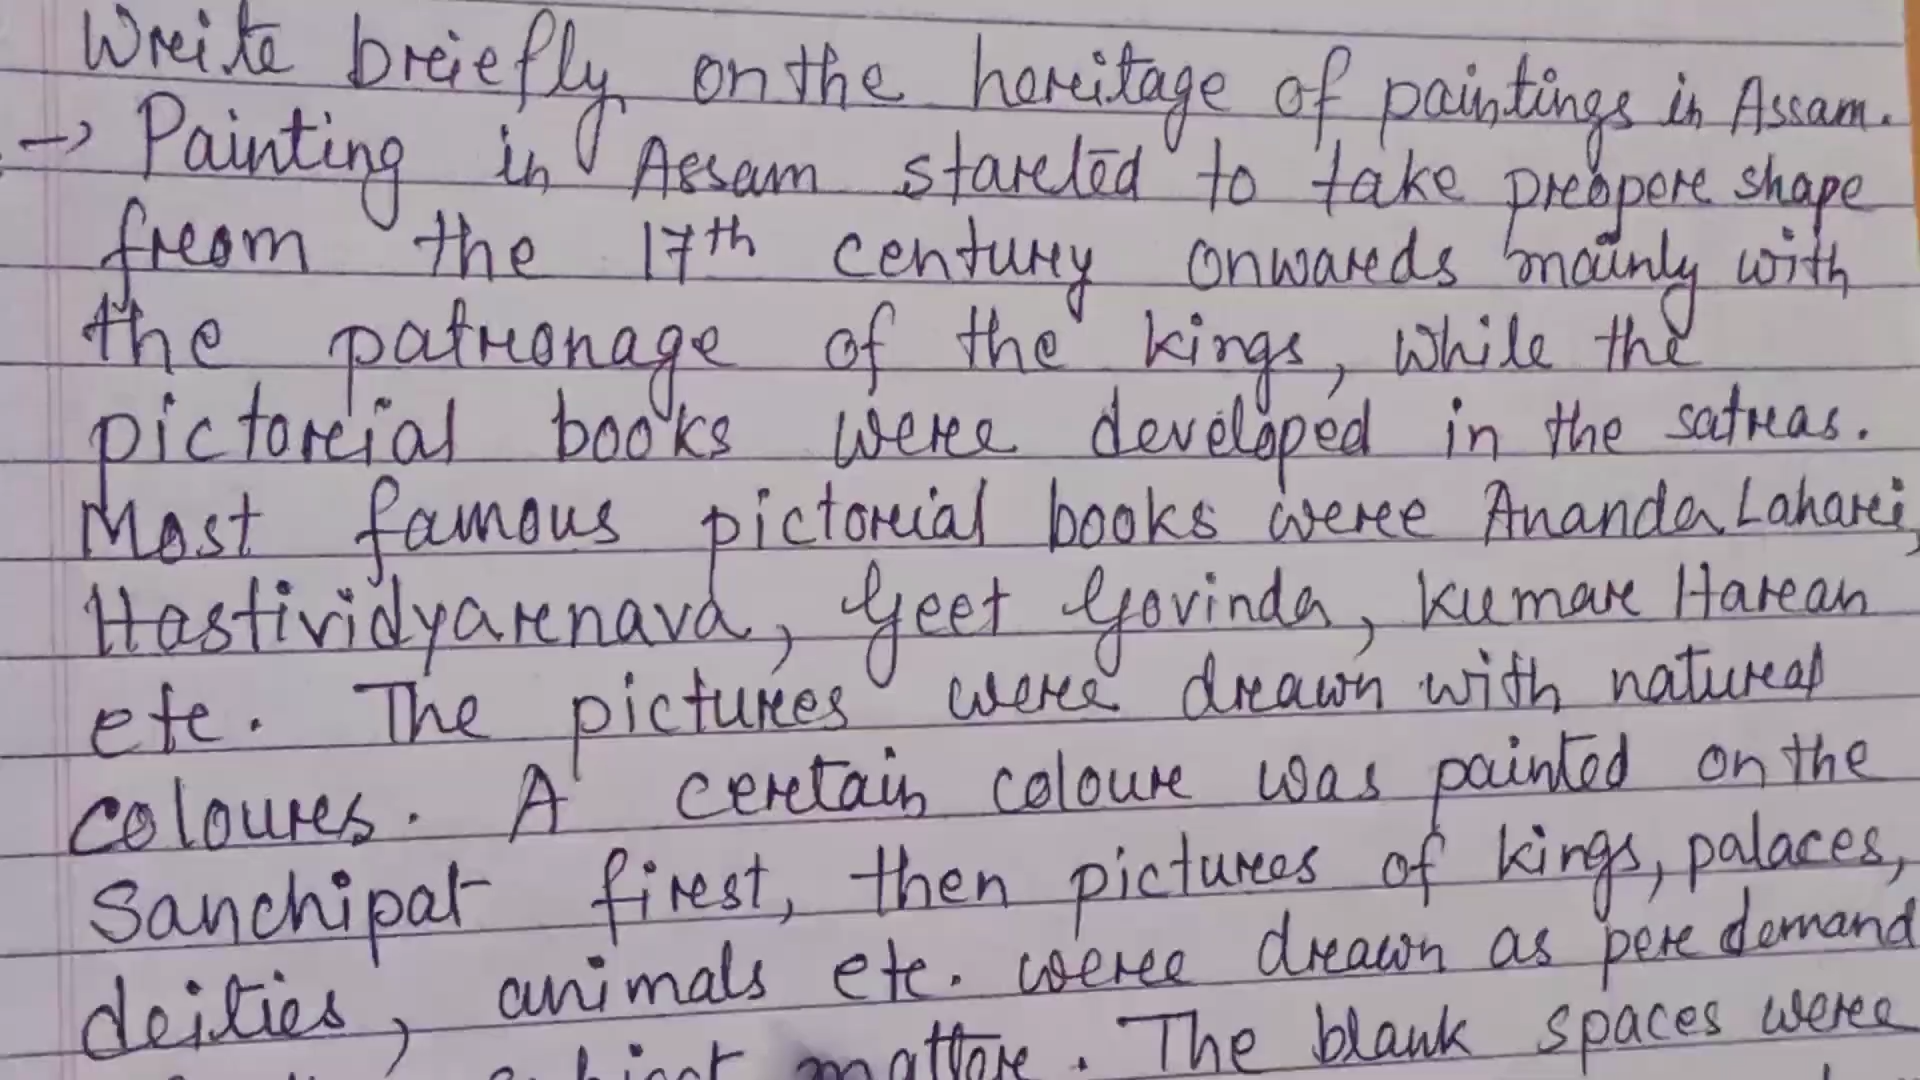 Write briefly on the heritage of paintings in Assam.
→ Painting in Assam started to take proper shape
from the 17th century onwards mainly with
the patronage of the kings, while the
pictorial books were developed in the satras.
Most famous pictorial books were Ananda Lahari,
Hastividyarnava, Geet Govinda, Kumar Haran
etc. The pictures were drawn with natural
colours. A certain colour was painted on the
Sanchipat first, then pictures of kings, palaces,
deities, animals etc. were drawn as per demand
subject matter. The blank spaces were